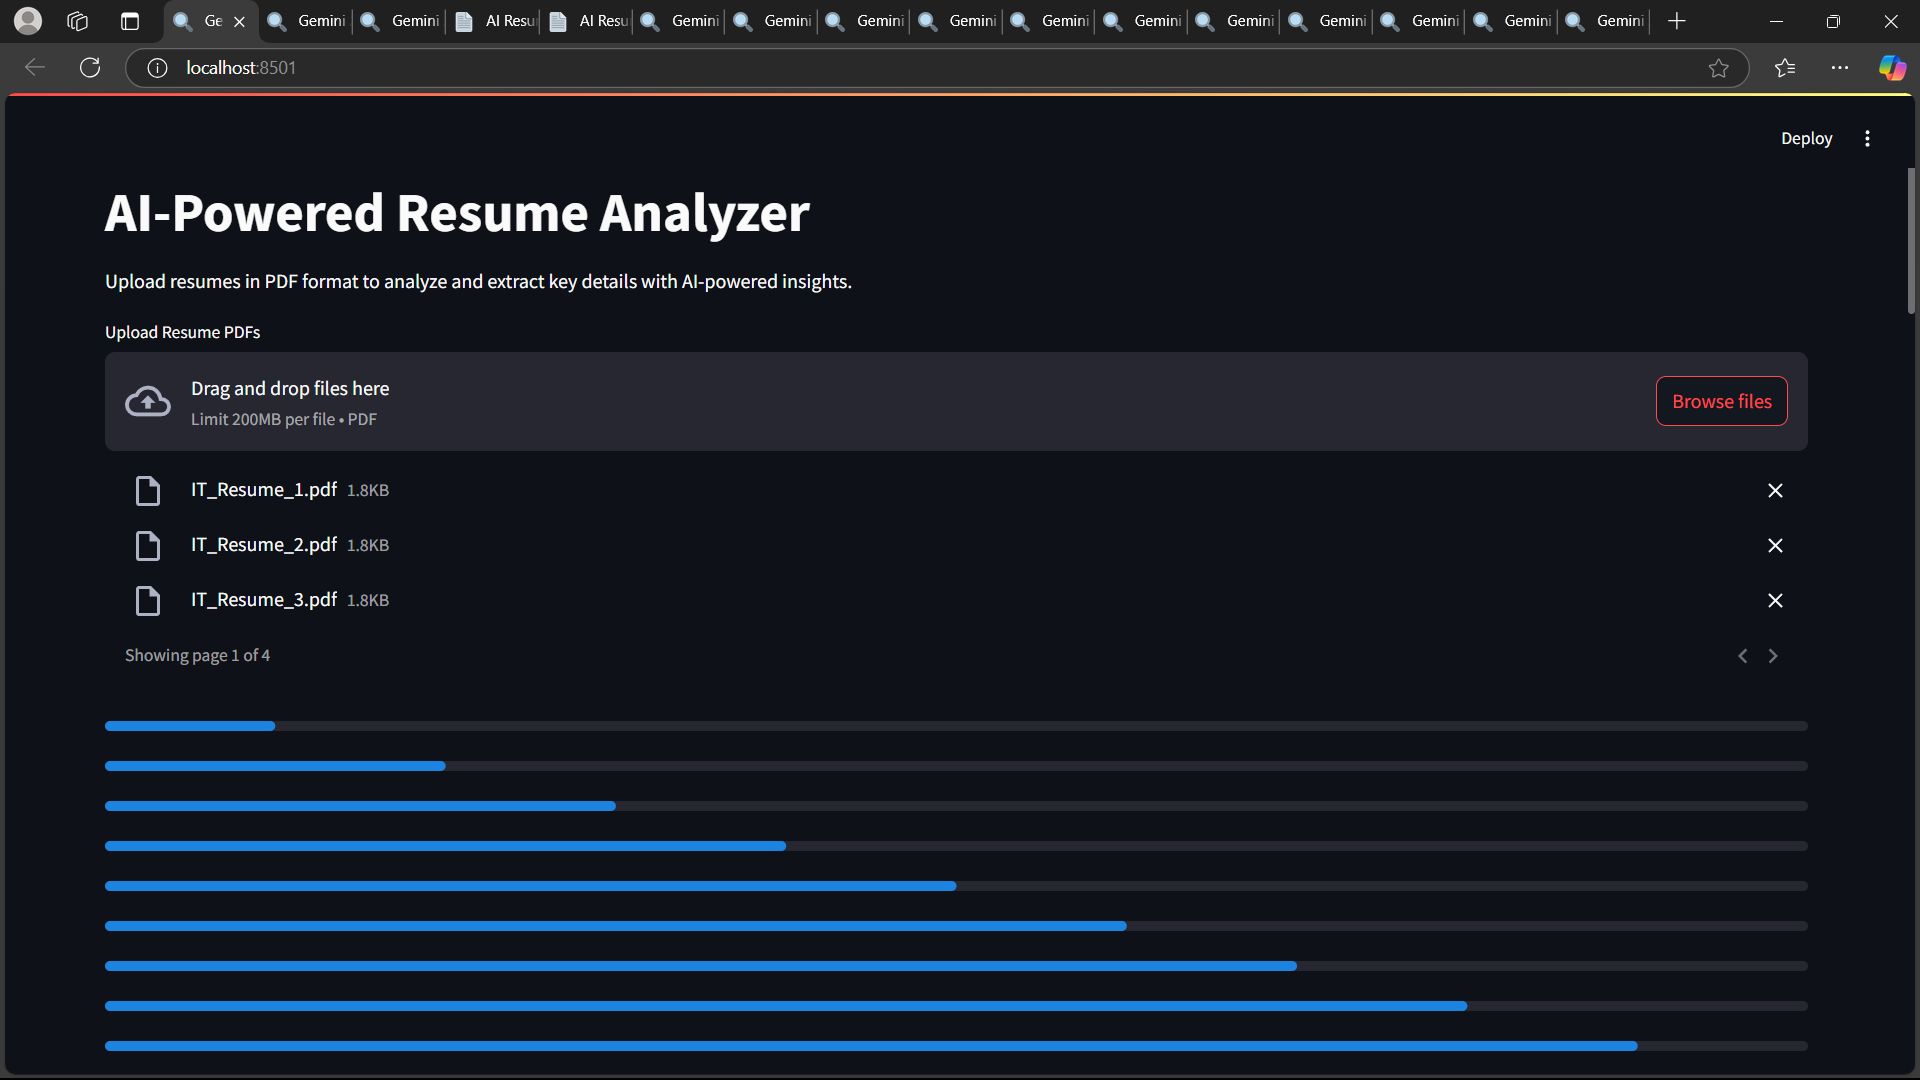 Ge
Gemini
Gemini
AI Resu
AI Resu
Gemini
Gemini
Gemini
Gemini
Gemini
Gemini
Gemini
Gemini
Gemini
Gemini
Gemini
localhost:8501
Deploy
AI-Powered Resume Analyzer
Upload resumes in PDF format to analyze and extract key details with AI-powered insights.
Upload Resume PDFs
Drag and drop files here
Limit 200MB per file • PDF
Browse files
IT_Resume_1.pdf 1.8KB
IT_Resume_2.pdf 1.8KB
IT_Resume_3.pdf 1.8KB
Showing page 1 of 4